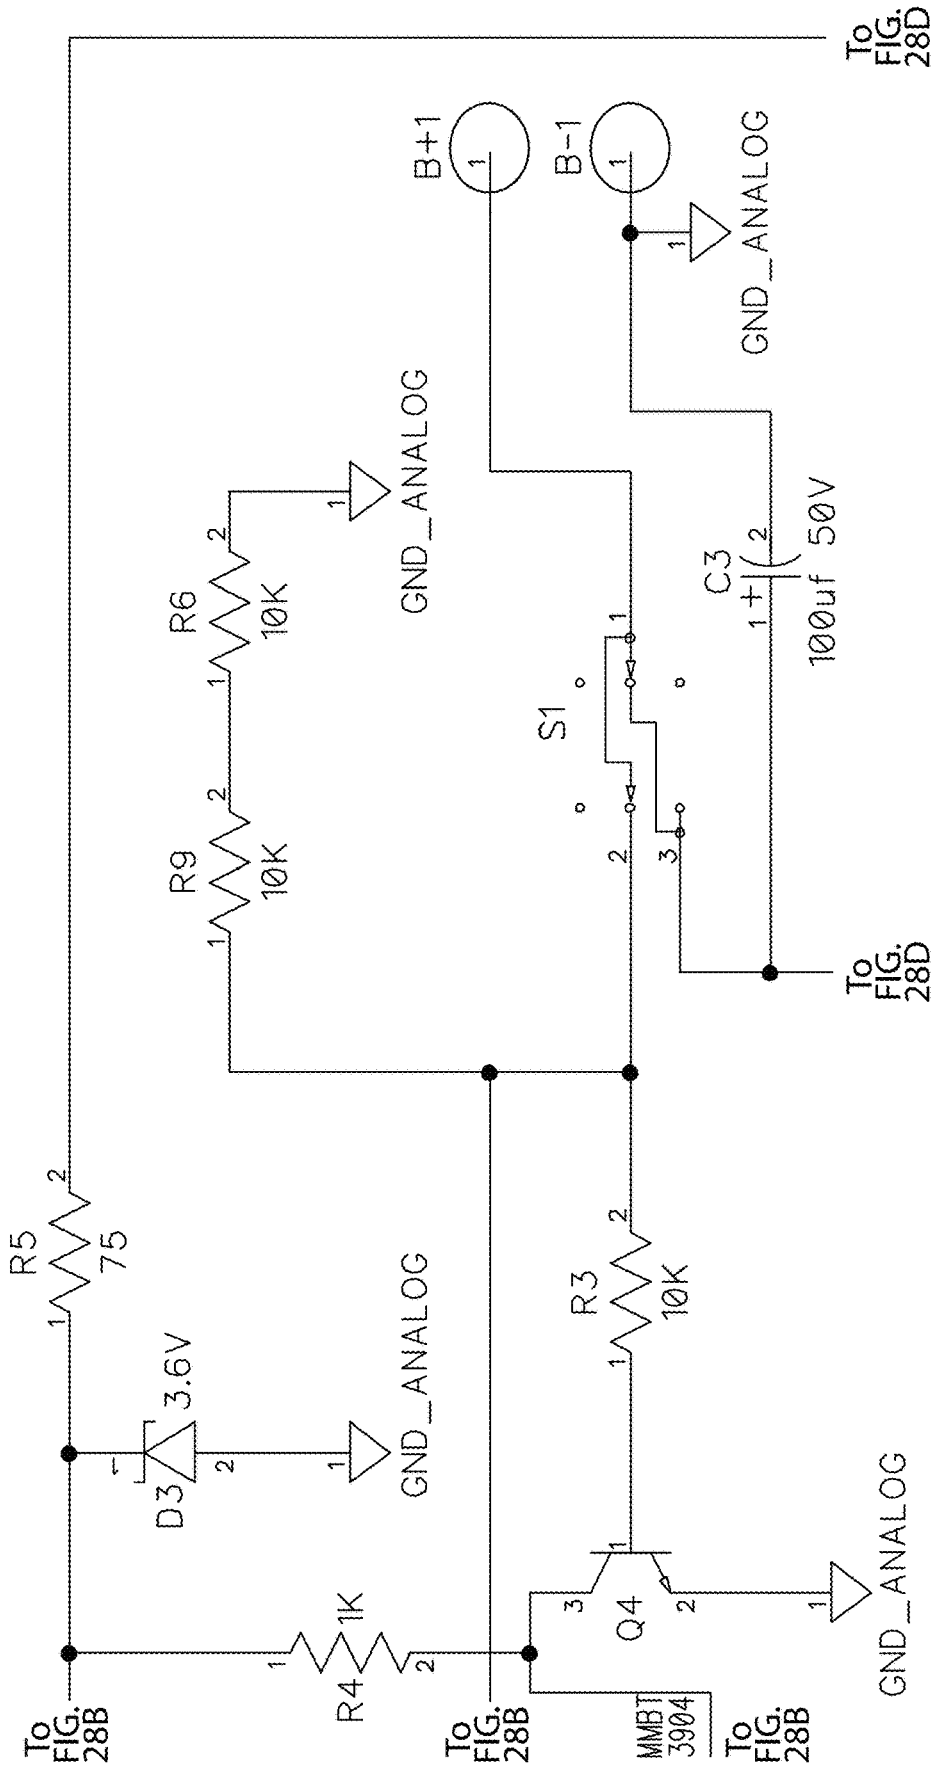 To
FIG.
28B
To
FIG.
28B
To
FIG.
28B
MMBT
3904
R4
1K
1
2
D3
3.6V
1
2
1
GND_ANALOG
R5
75
1
2
Q4
1
2
3
1
GND_ANALOG
R3
10K
1
2
R9
10K
1
2
R6
10K
1
2
1
GND_ANALOG
S1
1
2
3
C3
1
+
2
100uf 50V
B+1
1
B-1
1
1
GND_ANALOG
To
FIG.
28D
To
FIG.
28D